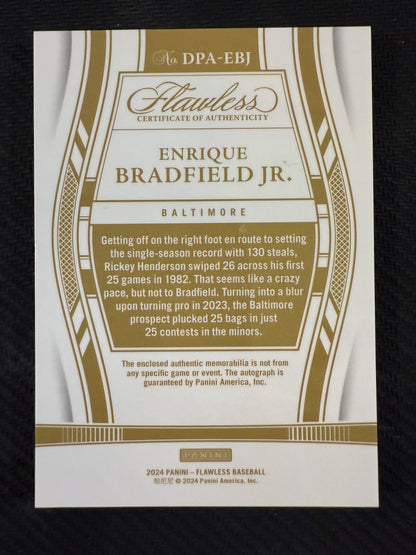 No DPA-EBJ
Flawless
CERTIFICATE OF AUTHENTICITY
ENRIQUE
BRADFIELD JR.
BALTIMORE
Getting off on the right foot en route to setting
the single-season record with 130 steals,
Rickey Henderson swiped 26 across his first
25 games in 1982. That seems like a crazy
pace, but not to Bradfield. Turning into a blur
upon turning pro in 2023, the Baltimore
prospect plucked 25 bags in just
25 contests in the minors.
The enclosed authentic memorabilia is not from
any specific game or event. The autograph is
guaranteed by Panini America, Inc.
PANINI
2024 PANINI – FLAWLESS BASEBALL
帕尼尼 © 2024 Panini America, Inc.